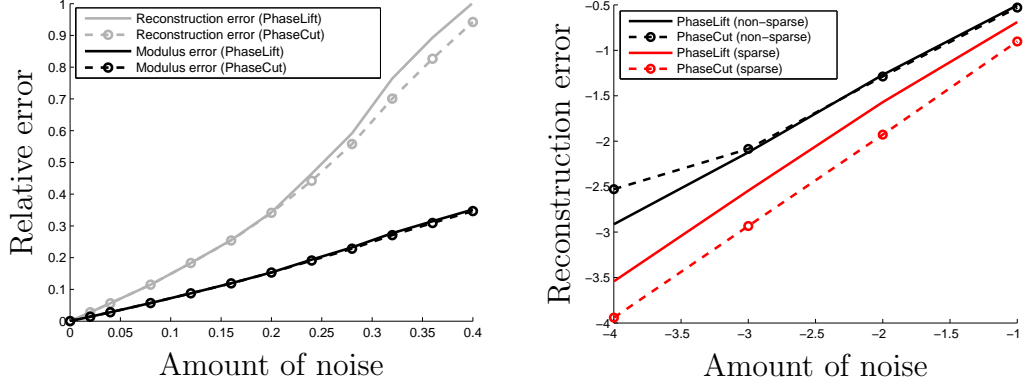 Reconstruction error (PhaseLift)
Reconstruction error (PhaseCut)
Modulus error (PhaseLift)
Modulus error (PhaseCut)
1
0.9
0.8
0.7
0.6
0.5
0.4
0.3
0.2
0.1
0
0
0.05
0.1
0.15
0.2
0.25
0.3
0.35
0.4
Relative error
Amount of noise
PhaseLift (non-sparse)
PhaseCut (non-sparse)
PhaseLift (sparse)
PhaseCut (sparse)
-0.5
-1
-1.5
-2
-2.5
-3
-3.5
-4
-4
-3.5
-3
-2.5
-2
-1.5
-1
Reconstruction error
Amount of noise